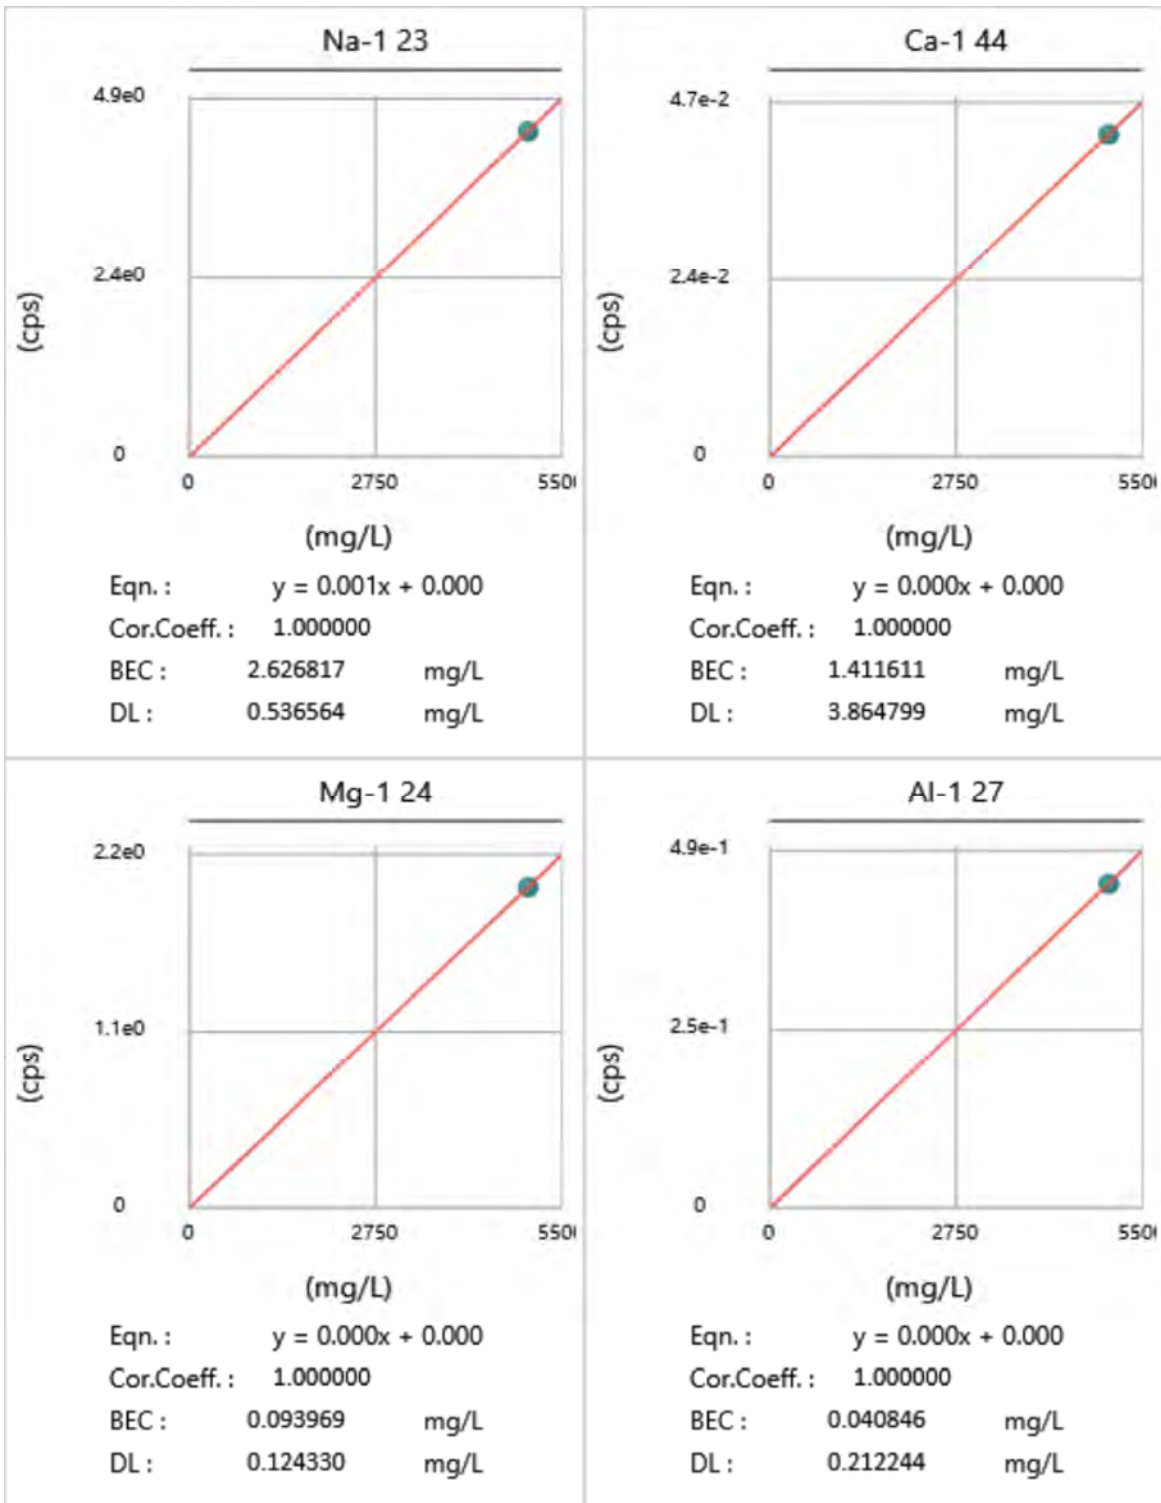 Na-1 23
4.9e0
2.4e0
0
(cps)
0 2750 550
(mg/L)
Eqn. : y = 0.001x + 0.000
Cor.Coeff. : 1.000000
BEC : 2.626817 mg/L
DL : 0.536564 mg/L
Ca-1 44
4.7e-2
2.4e-2
0
(cps)
0 2750 550
(mg/L)
Eqn. : y = 0.000x + 0.000
Cor.Coeff. : 1.000000
BEC : 1.411611 mg/L
DL : 3.864799 mg/L
Mg-1 24
2.2e0
1.1e0
0
(cps)
0 2750 550
(mg/L)
Eqn. : y = 0.000x + 0.000
Cor.Coeff. : 1.000000
BEC : 0.093969 mg/L
DL : 0.124330 mg/L
Al-1 27
4.9e-1
2.5e-1
0
(cps)
0 2750 550
(mg/L)
Eqn. : y = 0.000x + 0.000
Cor.Coeff. : 1.000000
BEC : 0.040846 mg/L
DL : 0.212244 mg/L